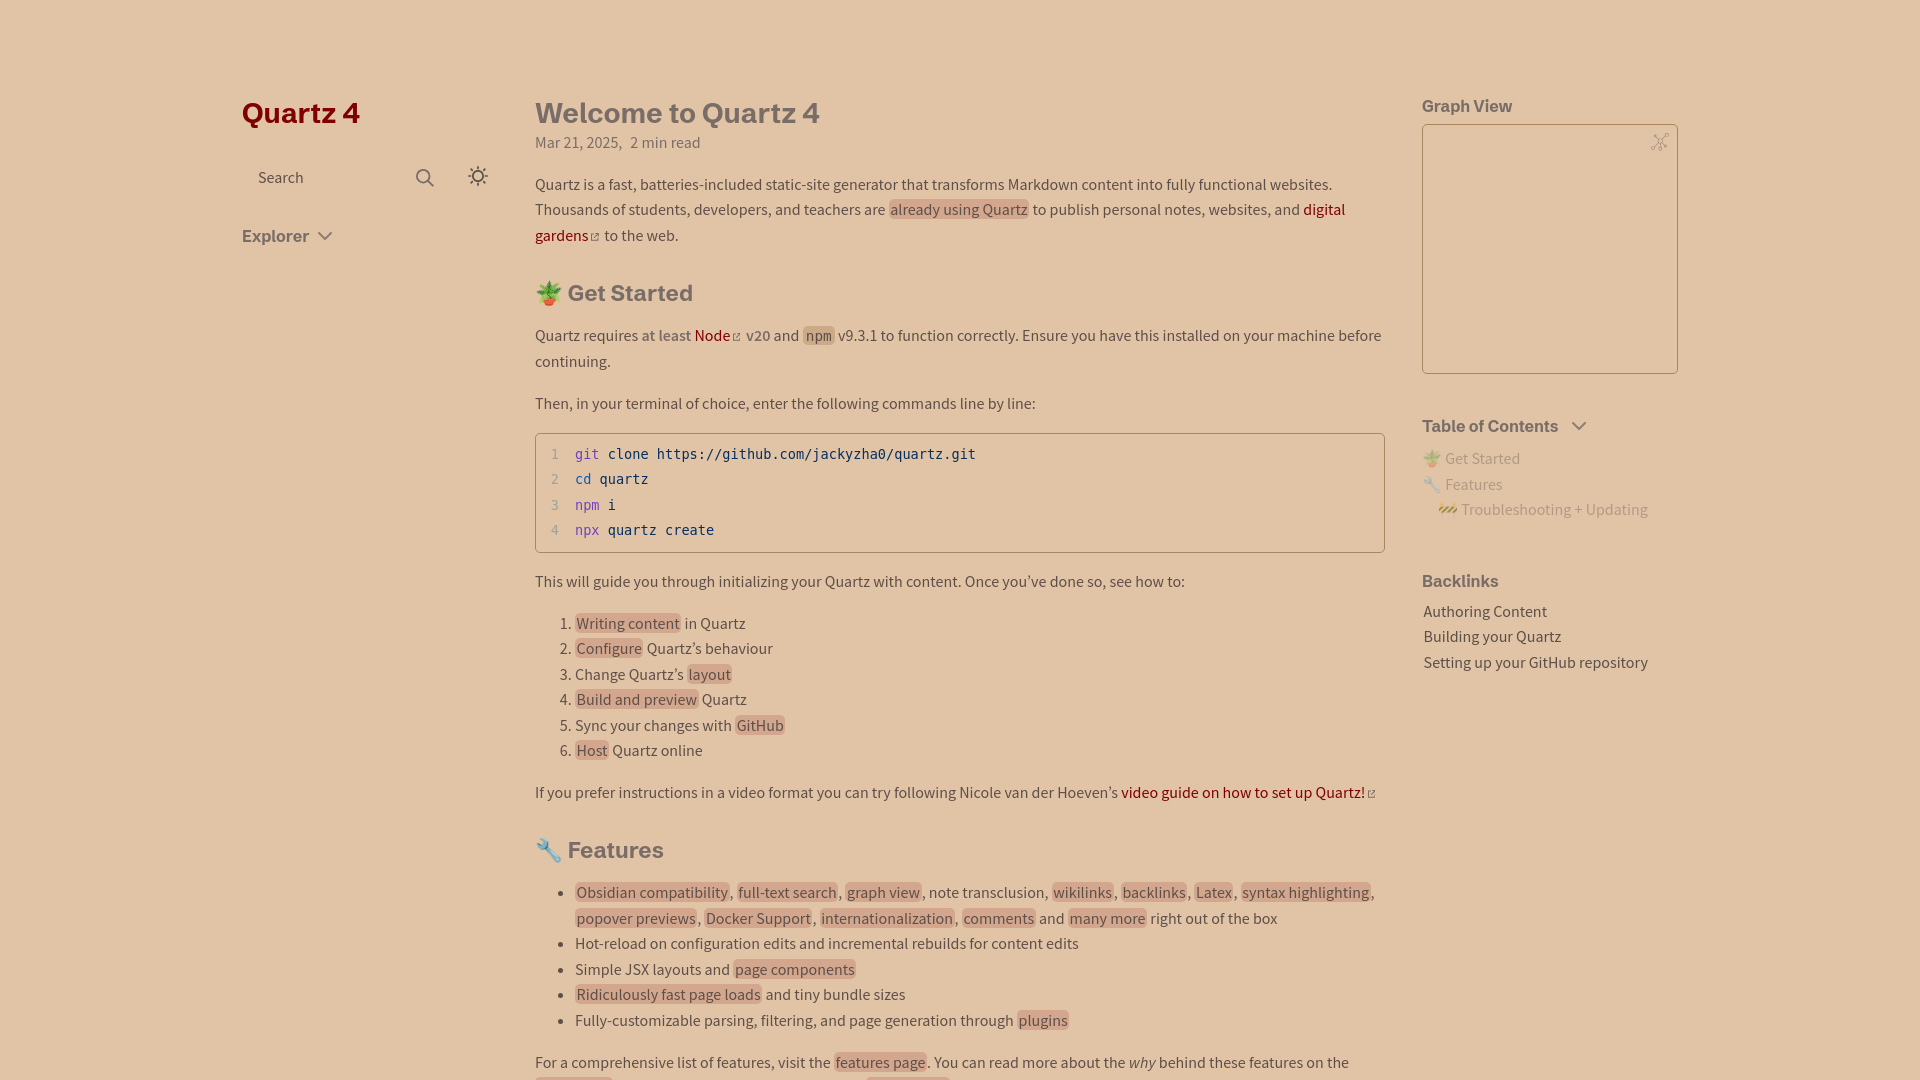 Quartz 4
Search
Explorer
Welcome to Quartz 4
Mar 21, 2025, 2 min read
Quartz is a fast, batteries-included static-site generator that transforms Markdown content into fully functional websites.
Thousands of students, developers, and teachers are already using Quartz to publish personal notes, websites, and digital
gardens to the web.
🪴 Get Started
Quartz requires at least Node v20 and npm v9.3.1 to function correctly. Ensure you have this installed on your machine before
continuing.
Then, in your terminal of choice, enter the following commands line by line:
1 git clone https://github.com/jackyzha0/quartz.git
2 cd quartz
3 npm i
4 npx quartz create
This will guide you through initializing your Quartz with content. Once you’ve done so, see how to:
1. Writing content in Quartz
2. Configure Quartz’s behaviour
3. Change Quartz’s layout
4. Build and preview Quartz
5. Sync your changes with GitHub
6. Host Quartz online
If you prefer instructions in a video format you can try following Nicole van der Hoeven’s video guide on how to set up Quartz!
🔧 Features
• Obsidian compatibility, full-text search, graph view, note transclusion, wikilinks, backlinks, Latex, syntax highlighting,
popover previews, Docker Support, internationalization, comments and many more right out of the box
• Hot-reload on configuration edits and incremental rebuilds for content edits
• Simple JSX layouts and page components
• Ridiculously fast page loads and tiny bundle sizes
• Fully-customizable parsing, filtering, and page generation through plugins
For a comprehensive list of features, visit the features page. You can read more about the why behind these features on the
Graph View
Table of Contents
🪴 Get Started
🔧 Features
🚧 Troubleshooting + Updating
Backlinks
Authoring Content
Building your Quartz
Setting up your GitHub repository